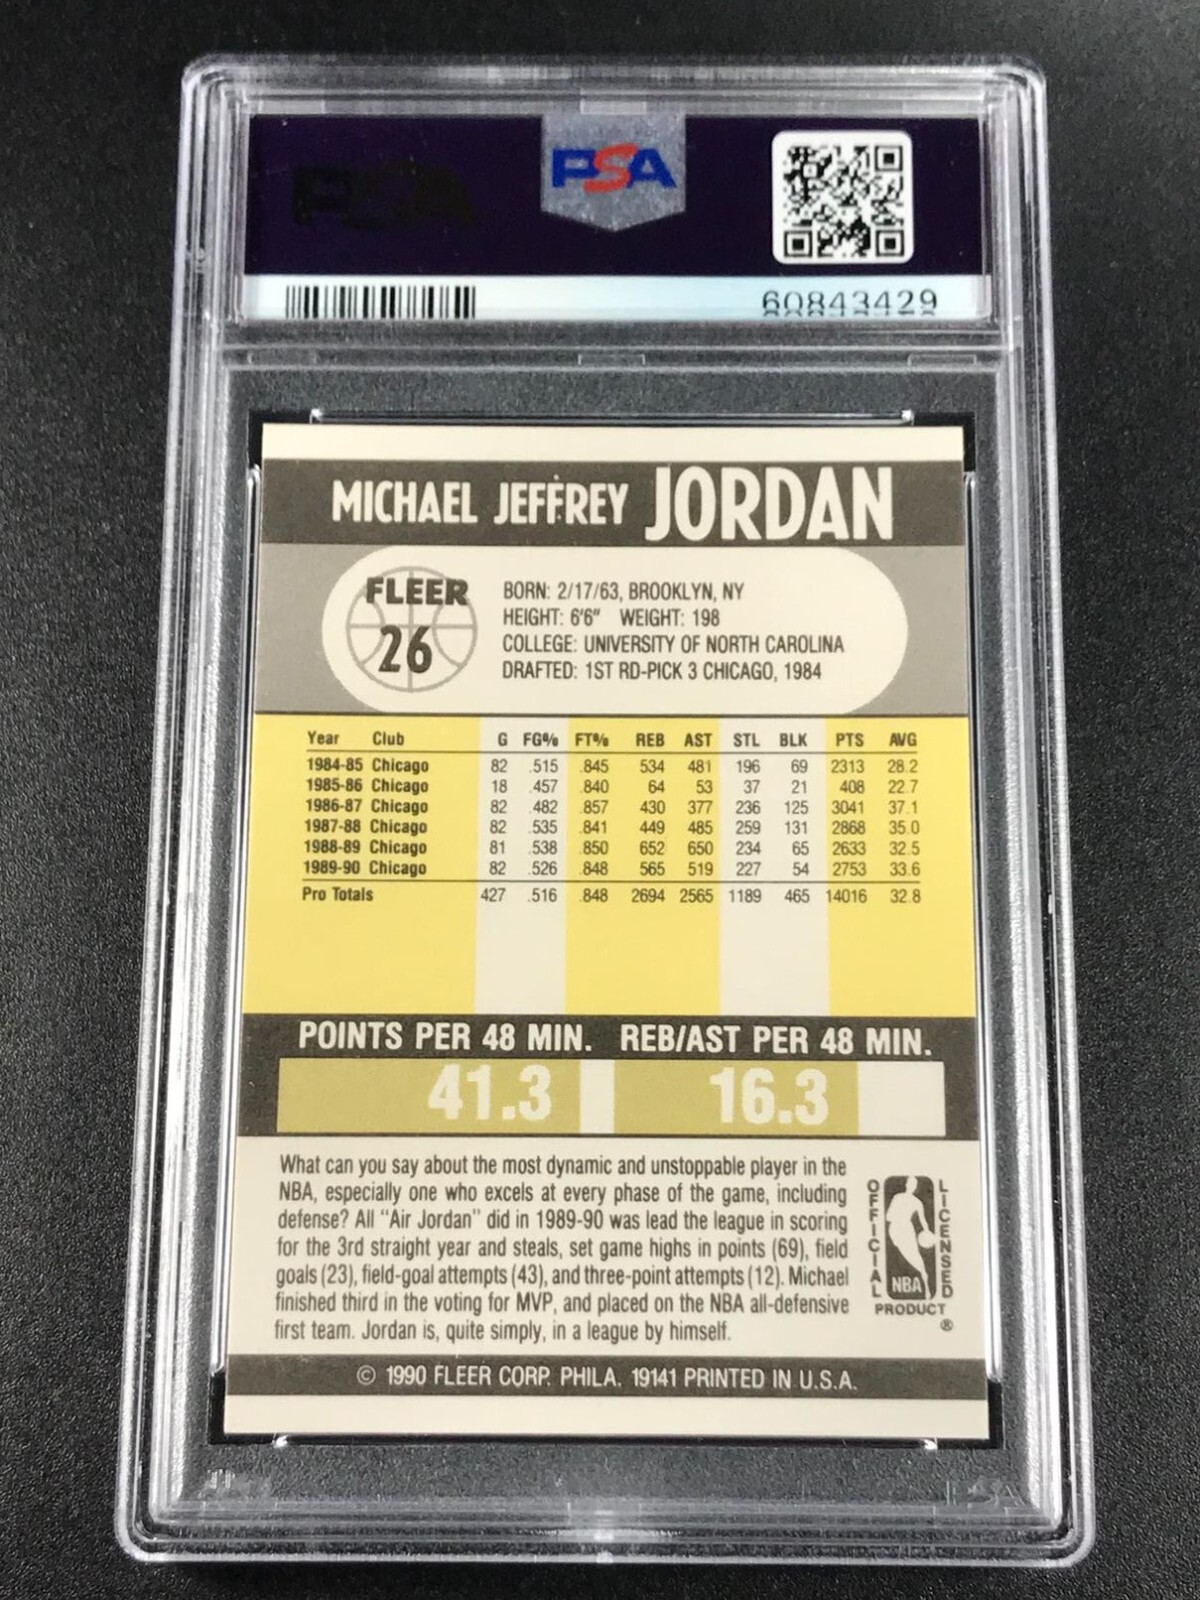 PSA
PSA
60843429
MICHAEL JEFFREY JORDAN
FLEER
26
BORN: 2/17/63, BROOKLYN, NY
HEIGHT: 6'6" WEIGHT: 198
COLLEGE: UNIVERSITY OF NORTH CAROLINA
DRAFTED: 1ST RD-PICK 3 CHICAGO, 1984
Year Club G FG% FT% REB AST STL BLK PTS AVG
1984-85 Chicago 82 .515 .845 534 481 196 69 2313 28.2
1985-86 Chicago 18 .457 .840 64 53 37 21 408 22.7
1986-87 Chicago 82 .482 .857 430 377 236 125 3041 37.1
1987-88 Chicago 82 .535 .841 449 485 259 131 2868 35.0
1988-89 Chicago 81 .538 .850 652 650 234 65 2633 32.5
1989-90 Chicago 82 .526 .848 565 519 227 54 2753 33.6
Pro Totals 427 .516 .848 2694 2565 1189 465 14016 32.8
POINTS PER 48 MIN. REB/AST PER 48 MIN.
41.3 16.3
What can you say about the most dynamic and unstoppable player in the
NBA, especially one who excels at every phase of the game, including
defense? All "Air Jordan" did in 1989-90 was lead the league in scoring
for the 3rd straight year and steals, set game highs in points (69), field
goals (23), field-goal attempts (43), and three-point attempts (12). Michael
finished third in the voting for MVP, and placed on the NBA all-defensive
first team. Jordan is, quite simply, in a league by himself.
OFFICIAL LICENSED
NBA
PRODUCT
®
© 1990 FLEER CORP. PHILA. 19141 PRINTED IN U.S.A.
PSA